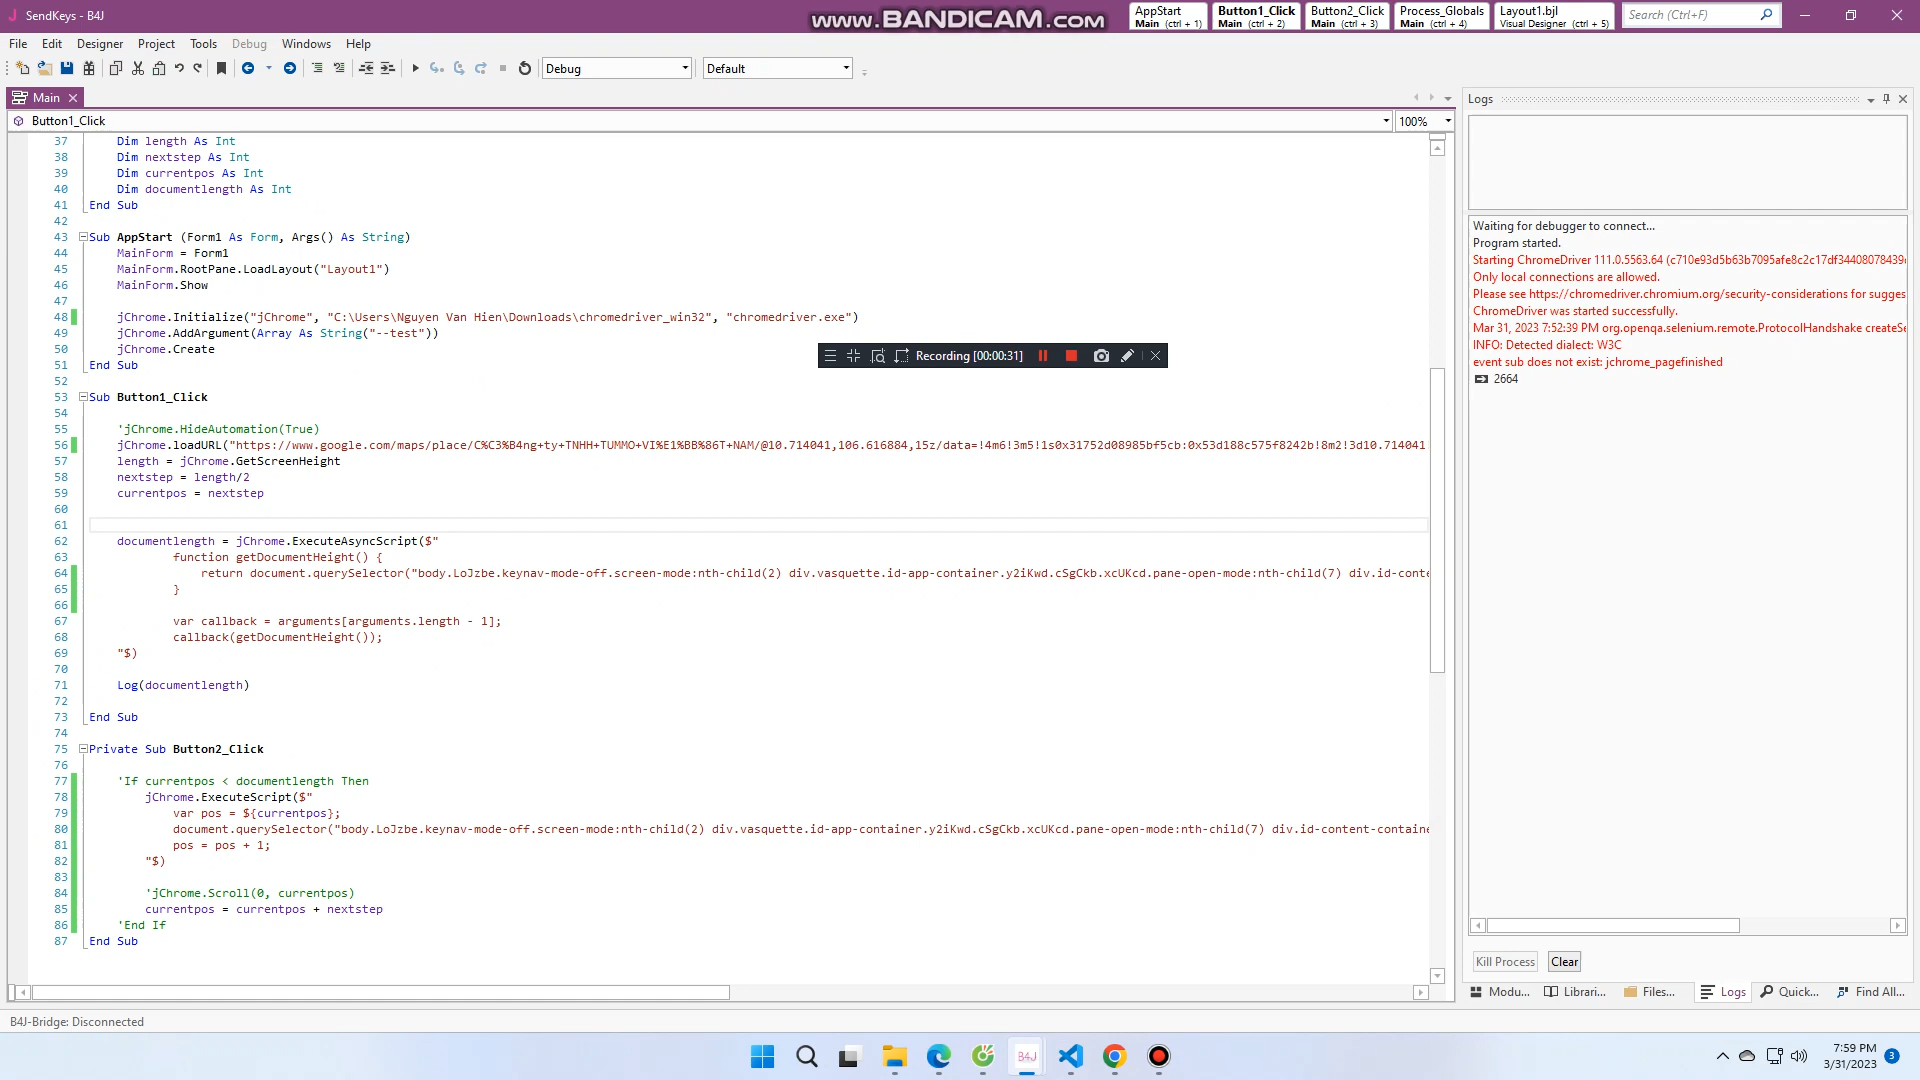 SendKeys - B4J
www.BANDICAM.com
AppStart
Main (ctrl + 1)
Button1_Click
Main (ctrl + 2)
Button2_Click
Main (ctrl + 3)
Process_Globals
Main (ctrl + 4)
Layout1.bjl
Visual Designer (ctrl + 5)
Search (Ctrl+F)
File Edit Designer Project Tools Debug Windows Help
Debug
Default
Main
Button1_Click
100%
37 Dim length As Int
38 Dim nextstep As Int
39 Dim currentpos As Int
40 Dim documentlength As Int
41 End Sub
42
43 Sub AppStart (Form1 As Form, Args() As String)
44 MainForm = Form1
45 MainForm.RootPane.LoadLayout("Layout1")
46 MainForm.Show
47
48 jChrome.Initialize("jChrome", "C:\Users\Nguyen Van Hien\Downloads\chromedriver_win32", "chromedriver.exe")
49 jChrome.AddArgument(Array As String("--test"))
50 jChrome.Create
51 End Sub
52
53 Sub Button1_Click
54
55 'jChrome.HideAutomation(True)
56 jChrome.loadURL("https://www.google.com/maps/place/C%C3%B4ng+ty+TNHH+TUMMO+VI%E1%BB%86T+NAM/@10.714041,106.616884,15z/data=!4m6!3m5!1s0x31752d08985bf5cb:0x53d188c575f8242b!8m2!3d10.714041
57 length = jChrome.GetScreenHeight
58 nextstep = length/2
59 currentpos = nextstep
60
61
62 documentlength = jChrome.ExecuteAsyncScript($"
63 function getDocumentHeight() {
64 return document.querySelector("body.LoJzbe.keynav-mode-off.screen-mode:nth-child(2) div.vasquette.id-app-container.y2iKwd.cSgCkb.xcUKcd.pane-open-mode:nth-child(7) div.id-conte
65 }
66
67 var callback = arguments[arguments.length - 1];
68 callback(getDocumentHeight());
69 "$)
70
71 Log(documentlength)
72
73 End Sub
74
75 Private Sub Button2_Click
76
77 'If currentpos < documentlength Then
78 jChrome.ExecuteScript($"
79 var pos = ${currentpos};
80 document.querySelector("body.LoJzbe.keynav-mode-off.screen-mode:nth-child(2) div.vasquette.id-app-container.y2iKwd.cSgCkb.xcUKcd.pane-open-mode:nth-child(7) div.id-content-containe
81 pos = pos + 1;
82 "$)
83
84 'jChrome.Scroll(0, currentpos)
85 currentpos = currentpos + nextstep
86 'End If
87 End Sub
Recording [00:00:31]
Logs
Waiting for debugger to connect...
Program started.
Starting ChromeDriver 111.0.5563.64 (c710e93d5b63b7095afe8c2c17df34408078439
Only local connections are allowed.
Please see https://chromedriver.chromium.org/security-considerations for sugges
ChromeDriver was started successfully.
Mar 31, 2023 7:52:39 PM org.openqa.selenium.remote.ProtocolHandshake createSe
INFO: Detected dialect: W3C
event sub does not exist: jchrome_pagefinished
2664
Kill Process Clear
Modu... Librari... Files... Logs Quick... Find All...
B4J-Bridge: Disconnected
B4J
7:59 PM
3/31/2023
3